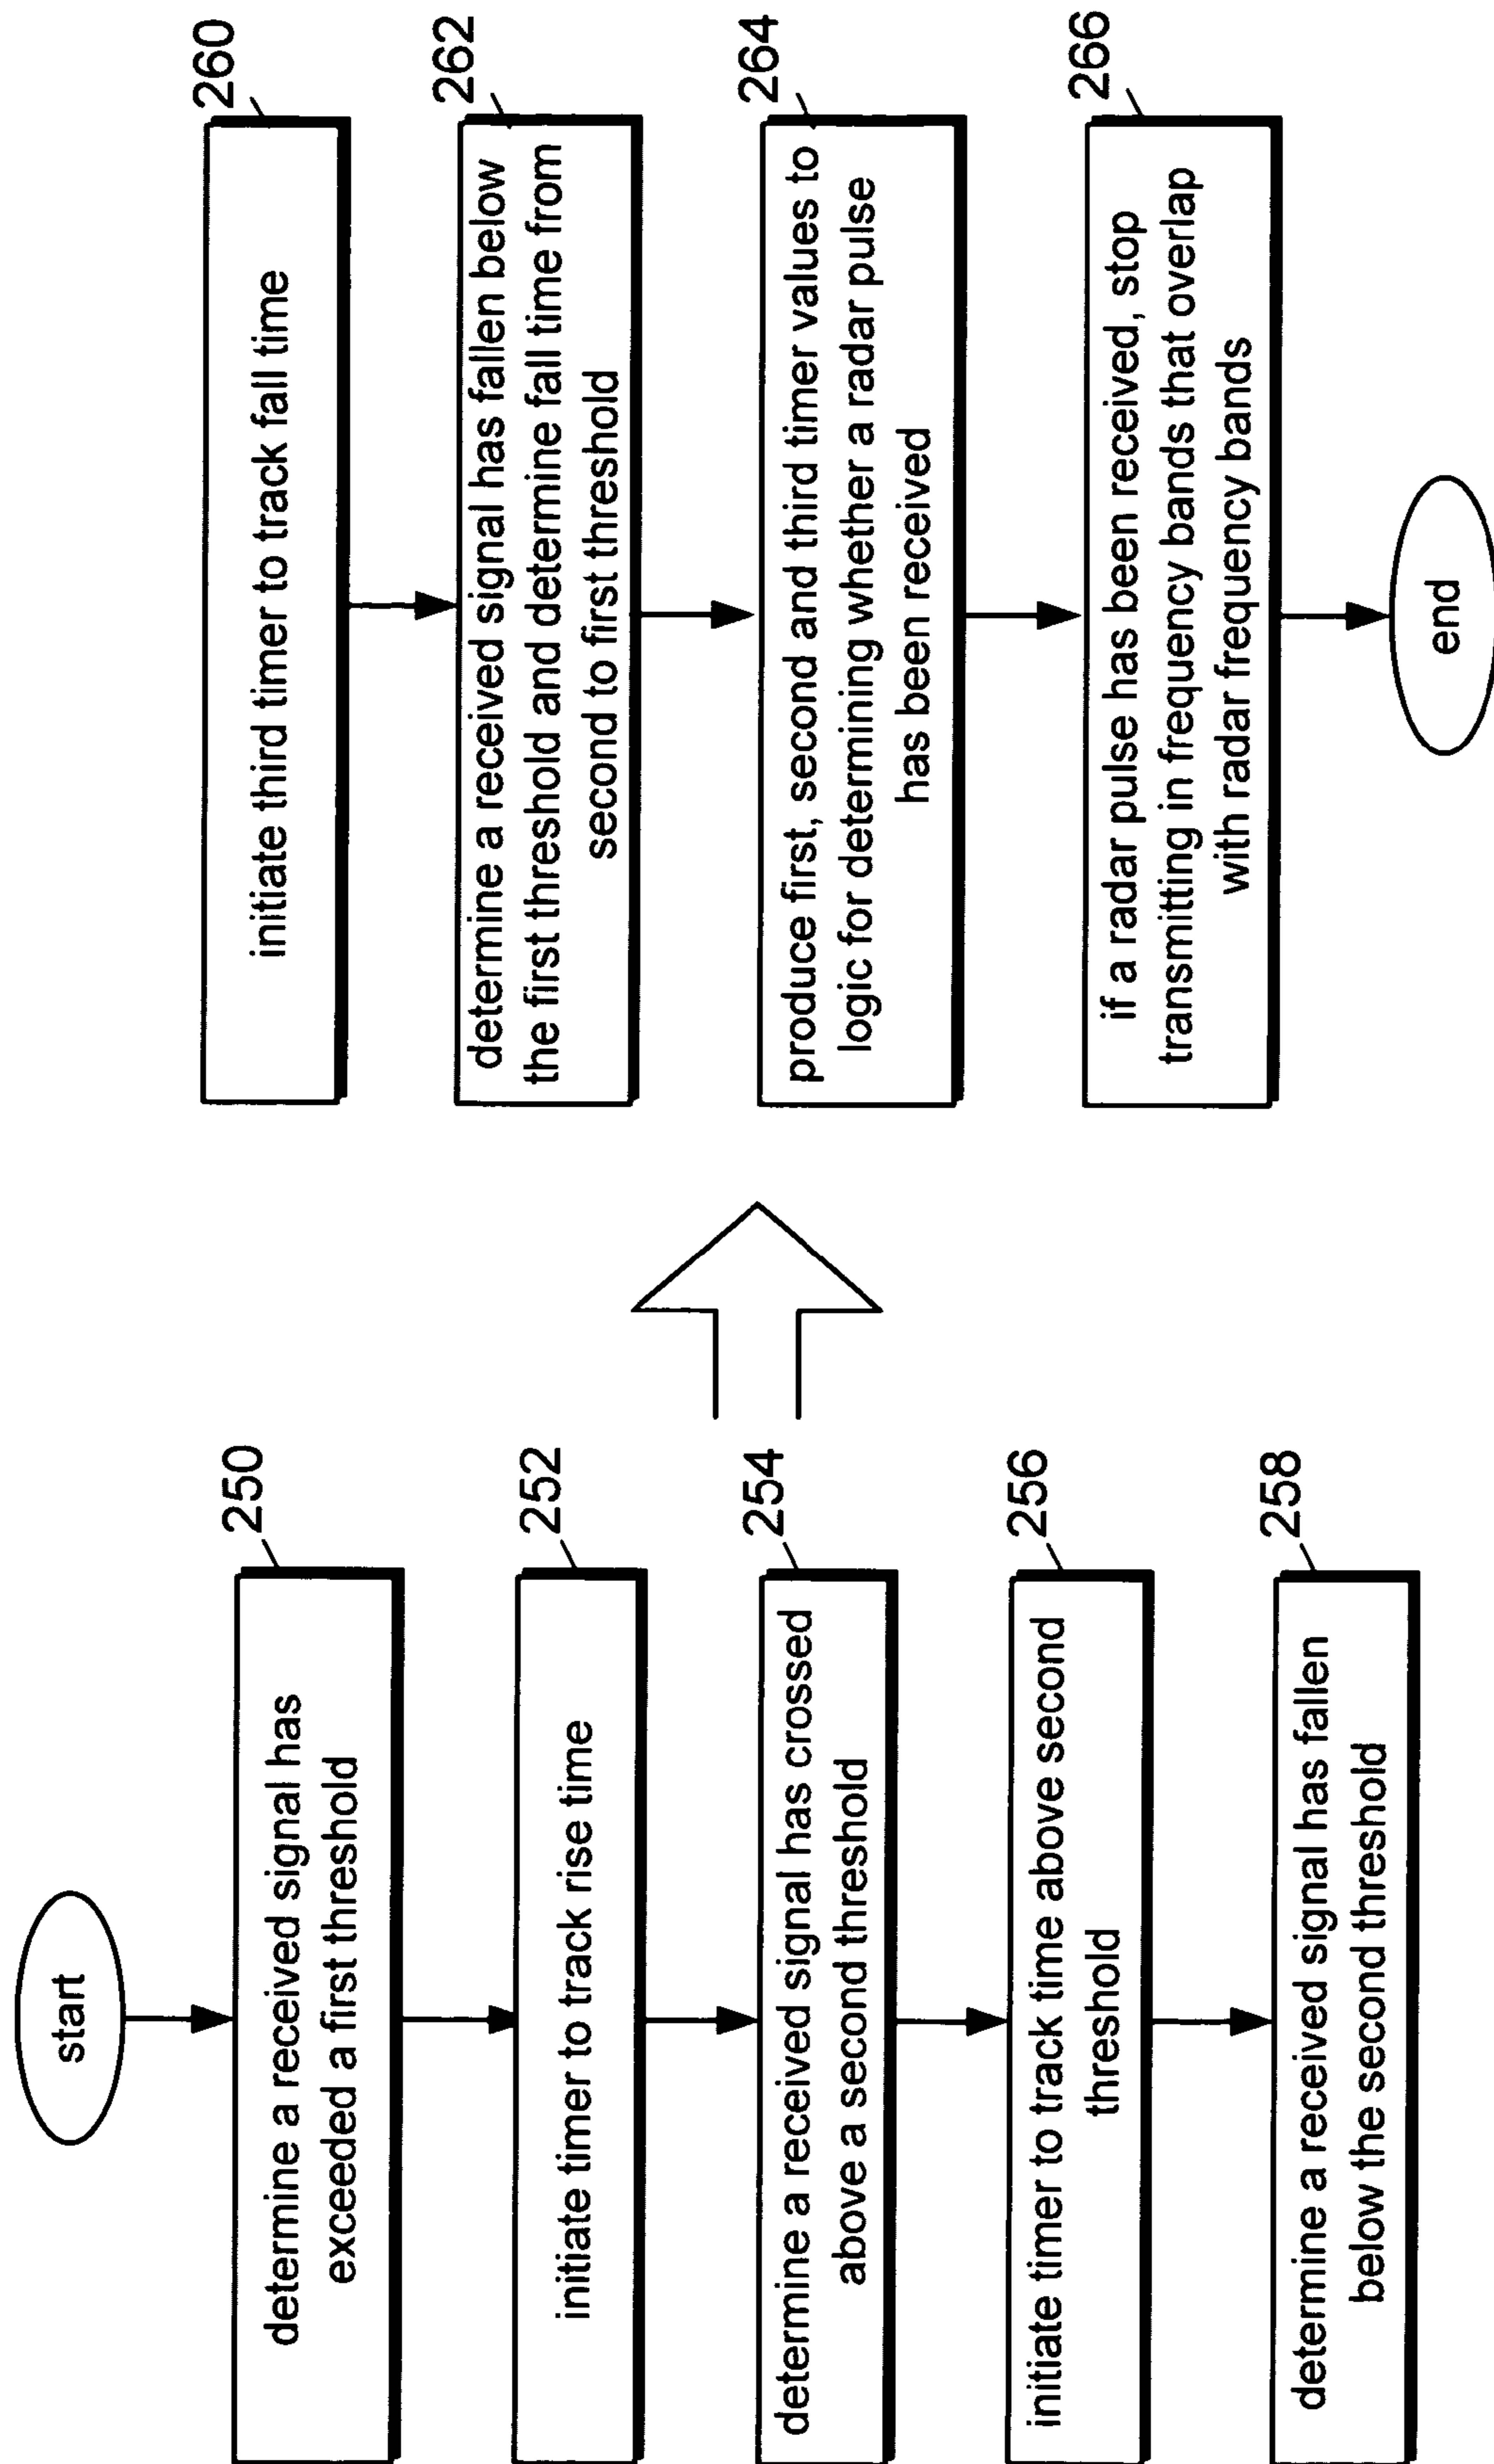 start
250
determine a received signal has
exceeded a first threshold
252
initiate timer to track rise time
254
determine a received signal has crossed
above a second threshold
256
initiate timer to track time above second
threshold
258
determine a received signal has fallen
below the second threshold
260
initiate third timer to track fall time
262
determine a received signal has fallen below
the first threshold and determine fall time from
second to first threshold
264
produce first, second and third timer values to
logic for determining whether a radar pulse
has been received
266
if a radar pulse has been received, stop
transmitting in frequency bands that overlap
with radar frequency bands
end